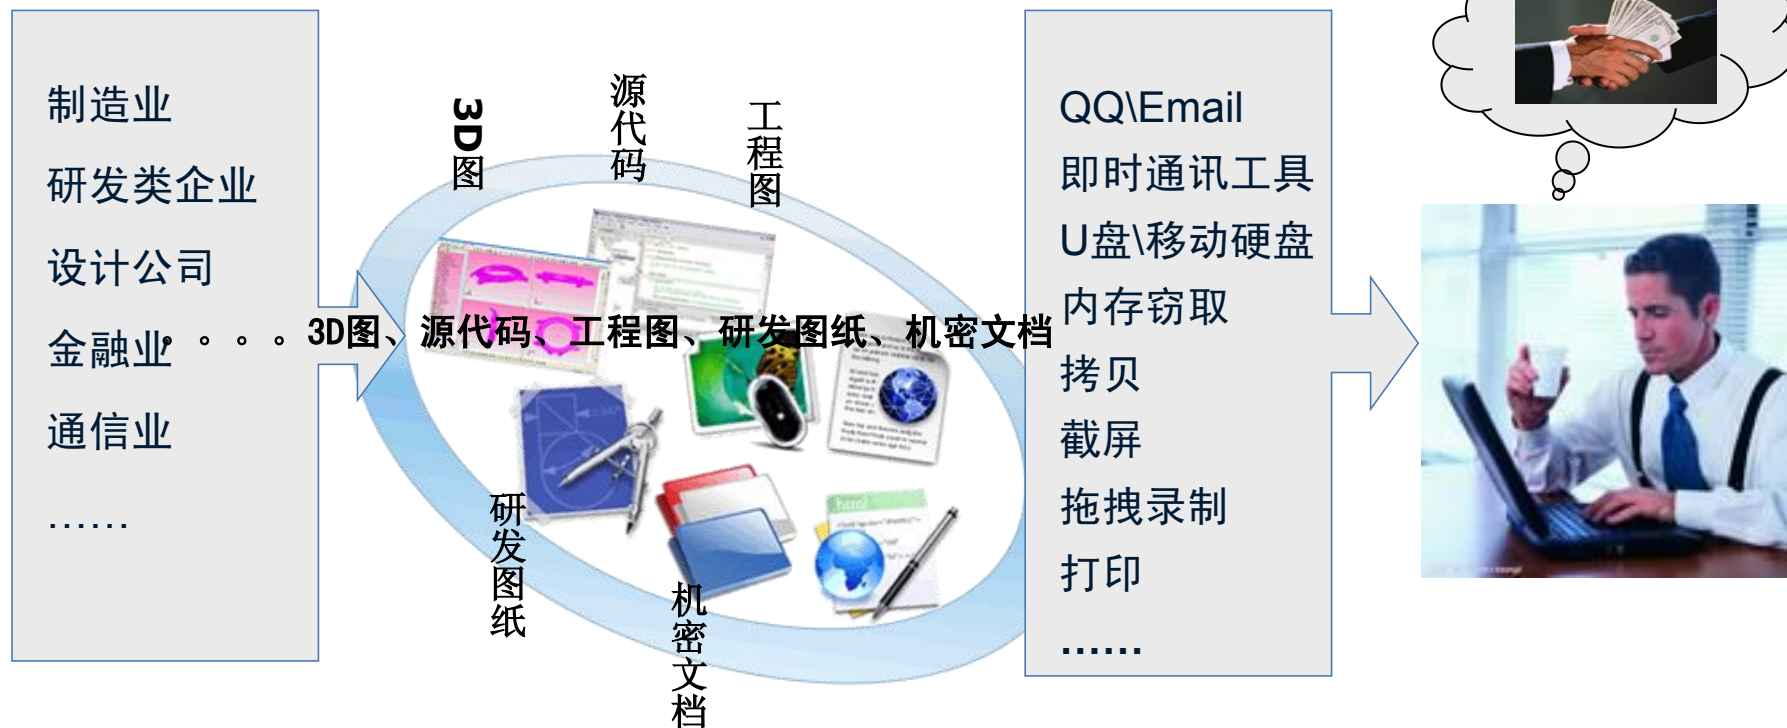 制造业
研发类企业
设计公司
金融业
通信业
……
3D图
源代码
工程图
。。。。3D图、源代码、工程图、研发图纸、机密文档
研发图纸
机密文档
html
QQ\Email
即时通讯工具
U盘\移动硬盘
内存窃取
拷贝
截屏
拖拽录制
打印
……